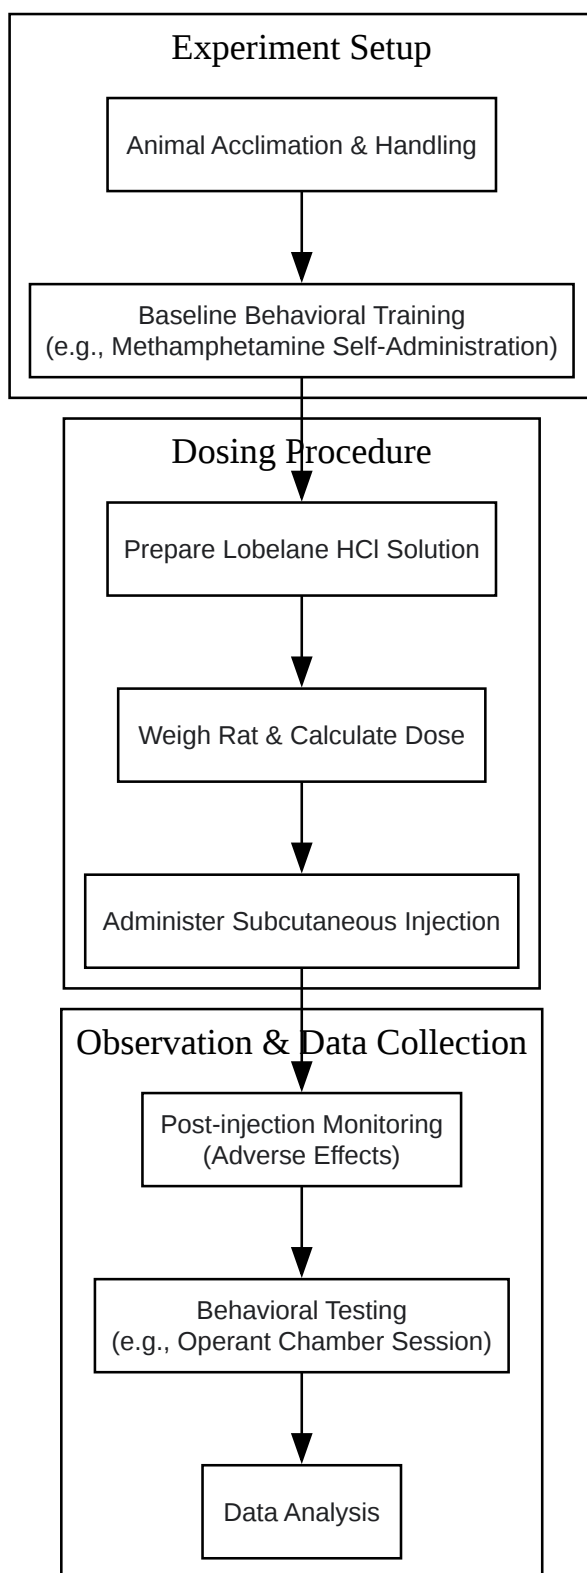 Experiment Setup
Animal Acclimation & Handling
Baseline Behavioral Training
(e.g., Methamphetamine Self-Administration)
Dosing Procedure
Prepare Lobelane HCl Solution
Weigh Rat & Calculate Dose
Administer Subcutaneous Injection
Observation & Data Collection
Post-injection Monitoring
(Adverse Effects)
Behavioral Testing
(e.g., Operant Chamber Session)
Data Analysis